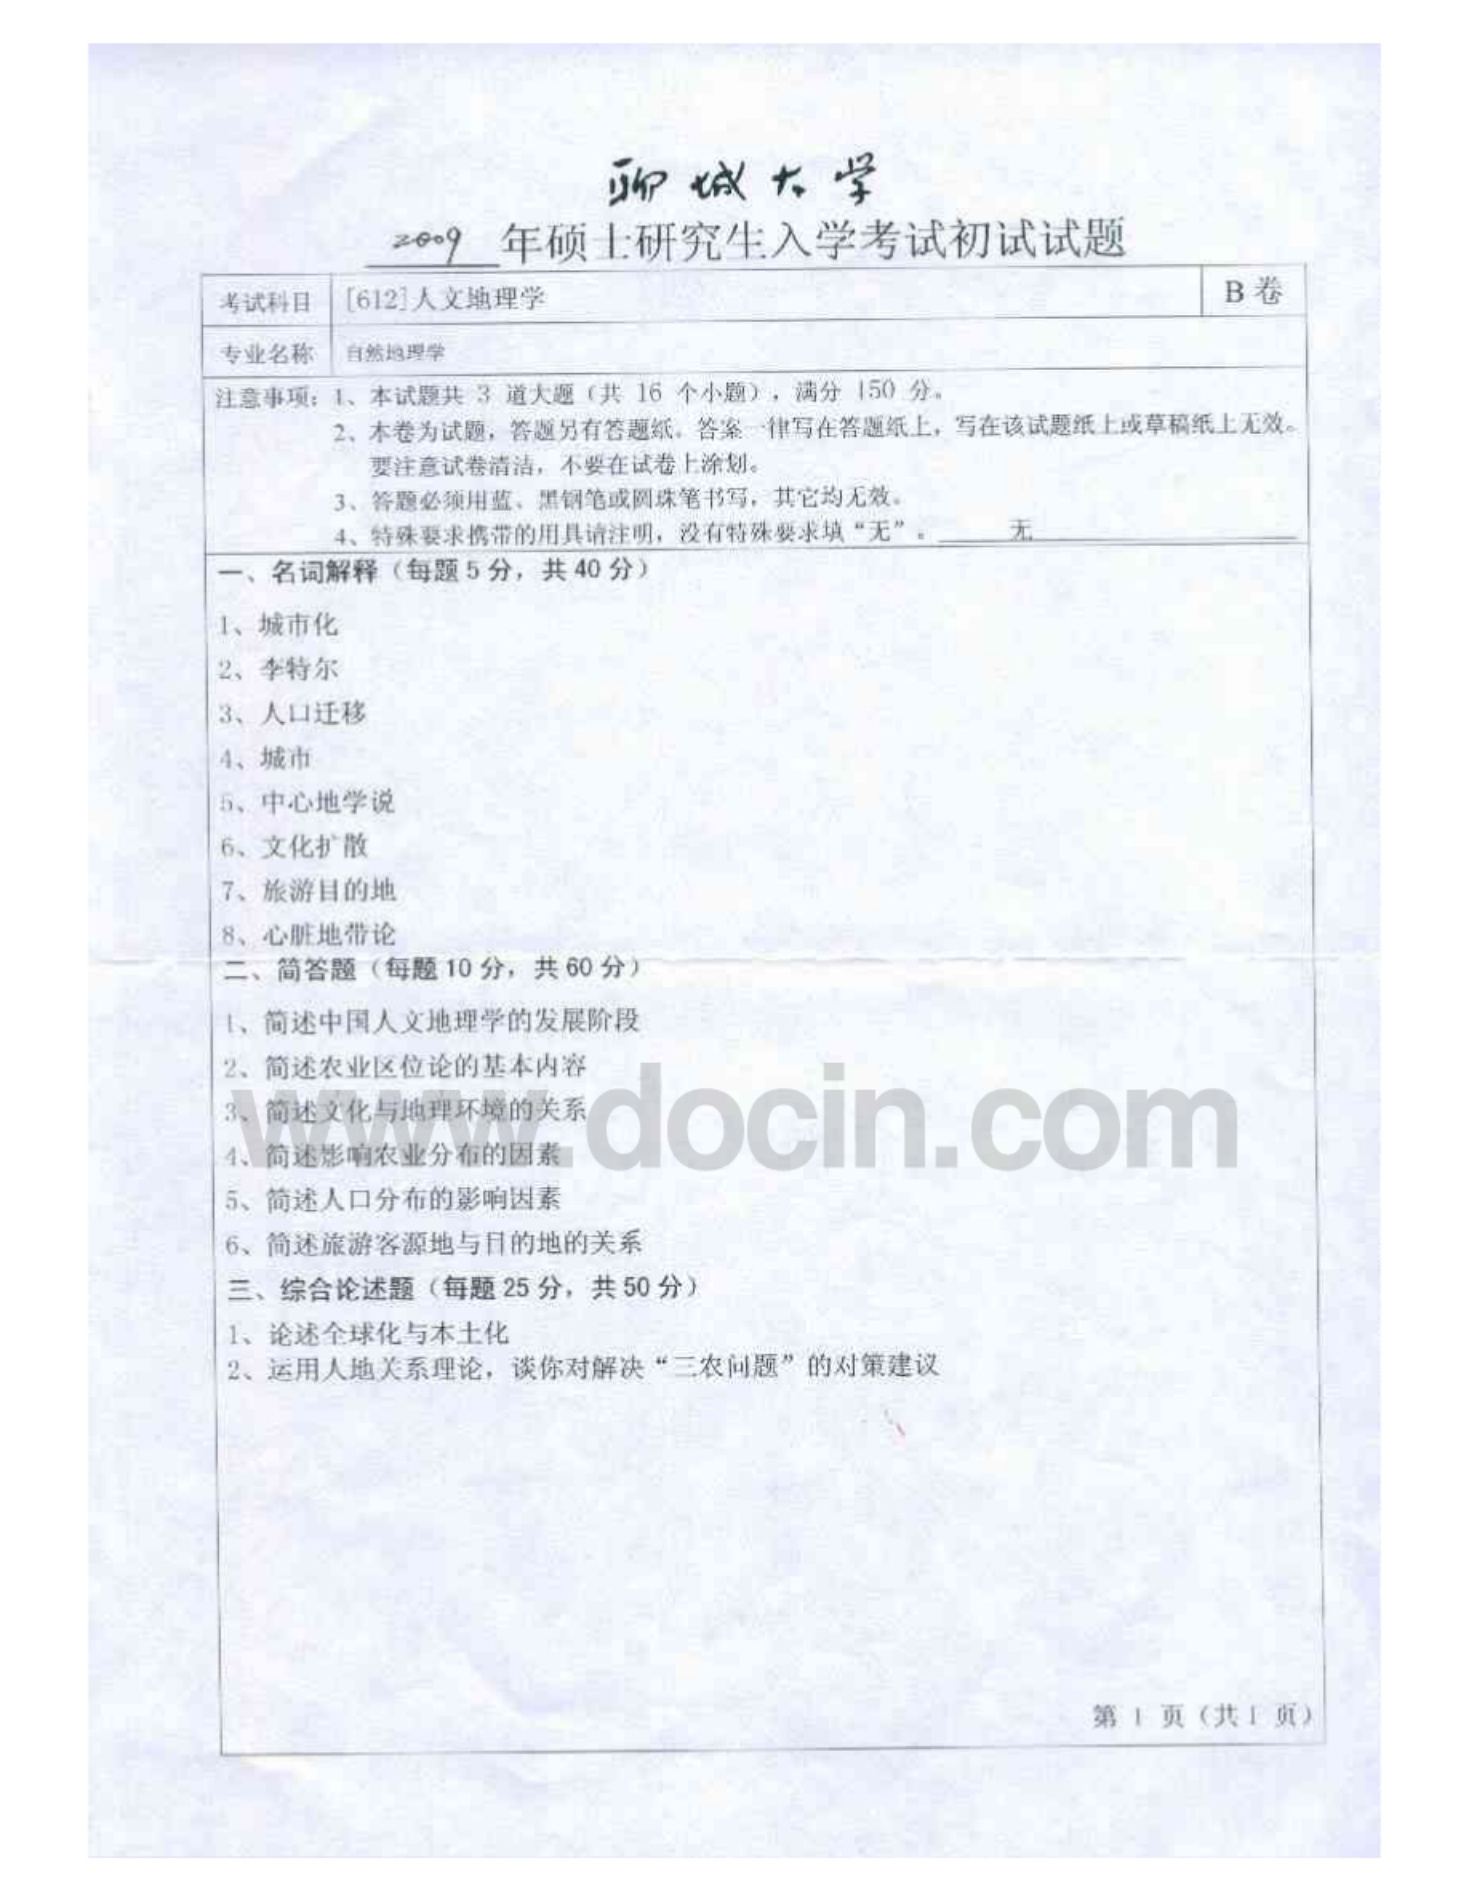 聊城大学
2009 年硕士研究生入学考试初试试题
考试科目 [612]人文地理学 B 卷
专业名称 自然地理学
注意事项：1、本试题共 3 道大题（共 16 个小题），满分 150 分。
2、本卷为试题，答题另有答题纸。答案一律写在答题纸上，写在该试题纸上或草稿纸上无效。
要注意试卷清洁，不要在试卷上涂划。
3、答题必须用蓝、黑钢笔或圆珠笔书写，其它均无效。
4、特殊要求携带的用具请注明，没有特殊要求填“无”。 无
一、名词解释（每题 5 分，共 40 分）
1、城市化
2、李特尔
3、人口迁移
4、城市
5、中心地学说
6、文化扩散
7、旅游目的地
8、心脏地带论
二、简答题（每题 10 分，共 60 分）
1、简述中国人文地理学的发展阶段
2、简述农业区位论的基本内容
3、简述文化与地理环境的关系
www.docin.com
4、简述影响农业分布的因素
5、简述人口分布的影响因素
6、简述旅游客源地与目的地的关系
三、综合论述题（每题 25 分，共 50 分）
1、论述全球化与本土化
2、运用人地关系理论，谈你对解决“三农问题”的对策建议
第 1 页（共 1 页）